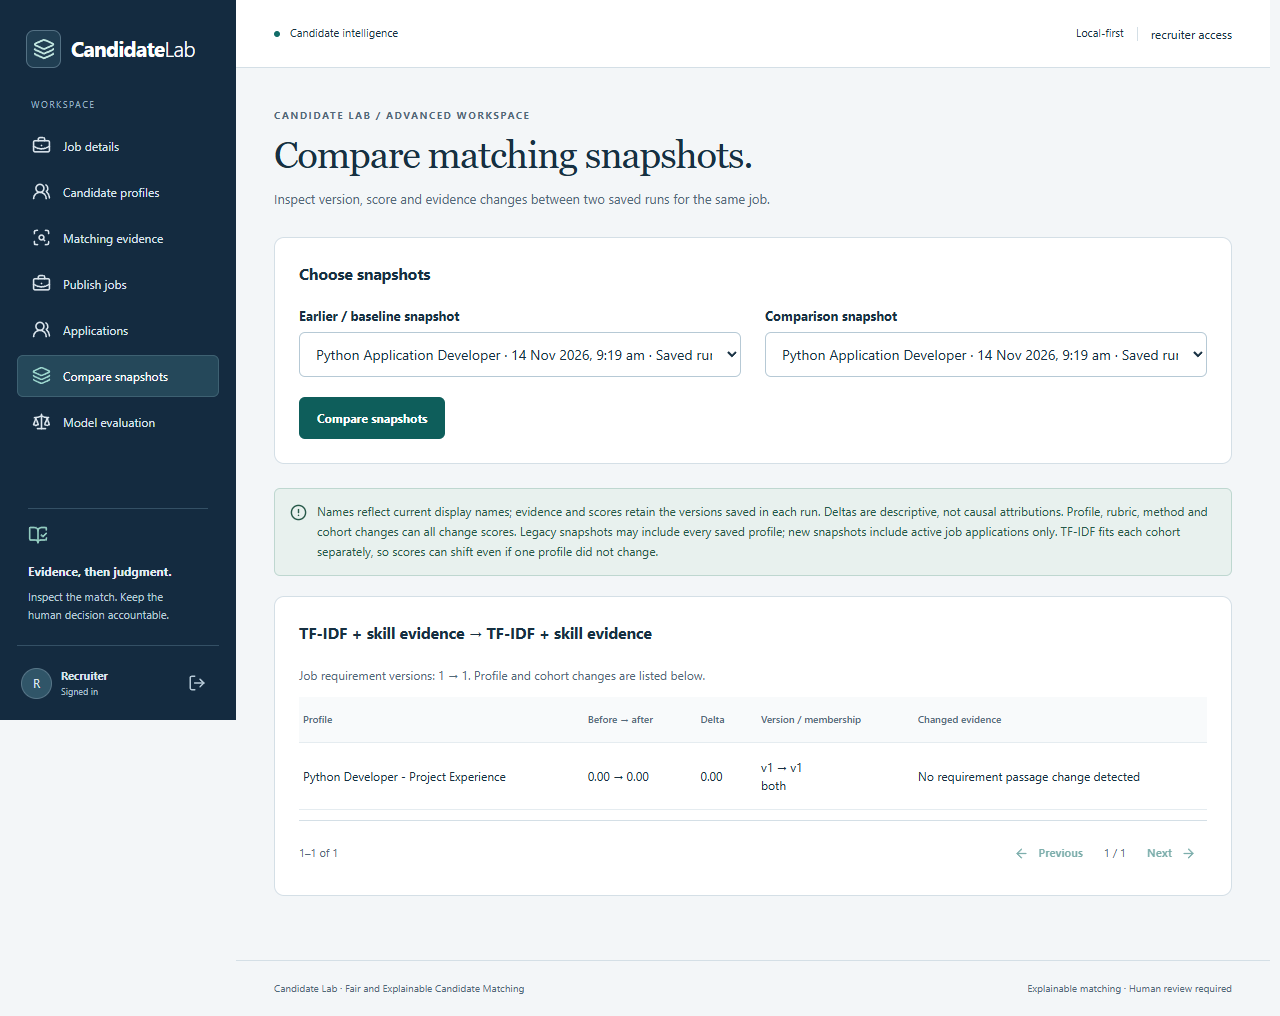 CandidateLab
WORKSPACE
Job details
Candidate profiles
Matching evidence
Publish jobs
Applications
Compare snapshots
Model evaluation
Evidence, then judgment.
Inspect the match. Keep the
human decision accountable.
R
Recruiter
Signed in
Candidate intelligence
Local-first
recruiter access
CANDIDATE LAB / ADVANCED WORKSPACE
Compare matching snapshots.
Inspect version, score and evidence changes between two saved runs for the same job.
Choose snapshots
Earlier / baseline snapshot
Comparison snapshot
Python Application Developer · 14 Nov 2026, 9:19 am · Saved
Python Application Developer · 14 Nov 2026, 9:19 am · Saved
Compare snapshots
Names reflect current display names; evidence and scores retain the versions saved in each run. Deltas are descriptive, not causal attributions. Profile, rubric, method and
cohort changes can all change scores. Legacy snapshots may include every saved profile; new snapshots include active job applications only. TF-IDF fits each cohort
separately, so scores can shift even if one profile did not change.
TF-IDF + skill evidence → TF-IDF + skill evidence
Job requirement versions: 1 → 1. Profile and cohort changes are listed below.
Profile Before → after Delta Version / membership Changed evidence
Python Developer - Project Experience 0.00 → 0.00 0.00 v1 → v1 No requirement passage change detected
both
1–1 of 1
← Previous 1 / 1 Next →
Candidate Lab · Fair and Explainable Candidate Matching
Explainable matching · Human review required